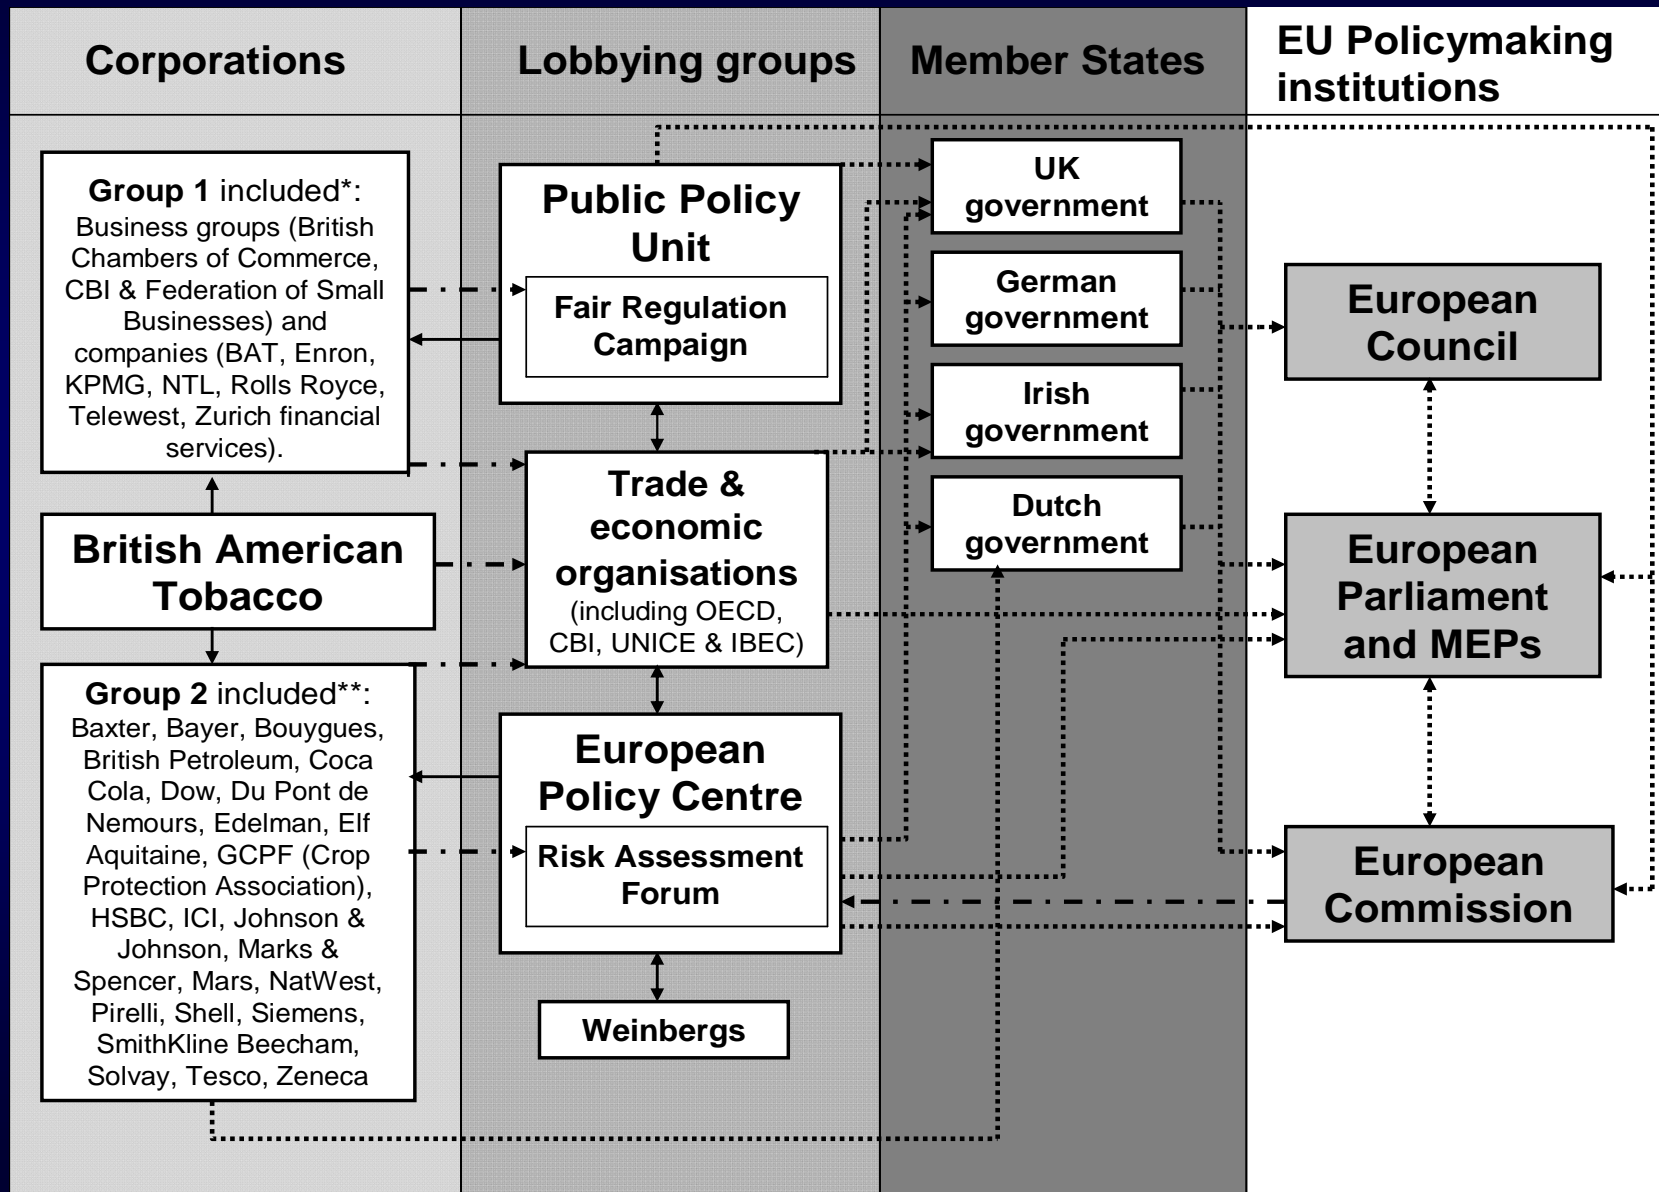 Corporations
Lobbying groups
Member States
EU Policymaking
institutions
Group 1 included*:
Business groups (British
Chambers of Commerce,
CBI & Federation of Small
Businesses) and
companies (BAT, Enron,
KPMG, NTL, Rolls Royce,
Telewest, Zurich financial
services).
British American
Tobacco
Group 2 included**:
Baxter, Bayer, Bouygues,
British Petroleum, Coca
Cola, Dow, Du Pont de
Nemours, Edelman, Elf
Aquitaine, GCPF (Crop
Protection Association),
HSBC, ICI, Johnson &
Johnson, Marks &
Spencer, Mars, NatWest,
Pirelli, Shell, Siemens,
SmithKline Beecham,
Solvay, Tesco, Zeneca
Public Policy
Unit
Fair Regulation
Campaign
Trade &
economic
organisations
(including OECD,
CBI, UNICE & IBEC)
European
Policy Centre
Risk Assessment
Forum
Weinbergs
UK
government
German
government
Irish
government
Dutch
government
European
Council
European
Parliament
and MEPs
European
Commission